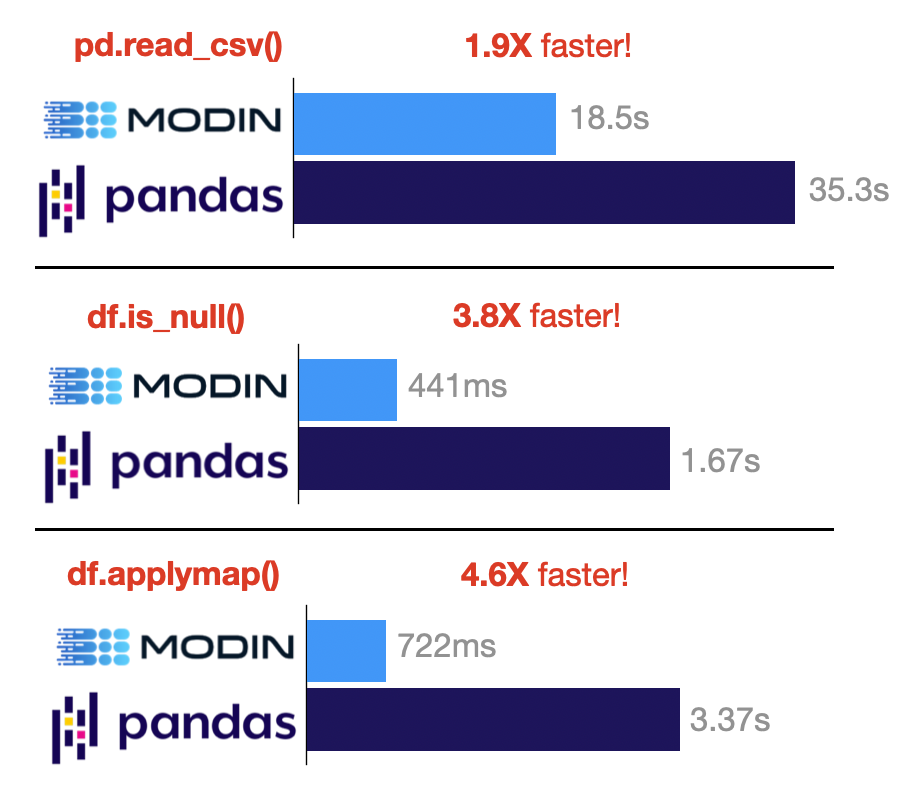 pd.read_csv() 1.9X faster!
MODIN 18.5s
pandas 35.3s
df.is_null() 3.8X faster!
MODIN 441ms
pandas 1.67s
df.applymap() 4.6X faster!
MODIN 722ms
pandas 3.37s